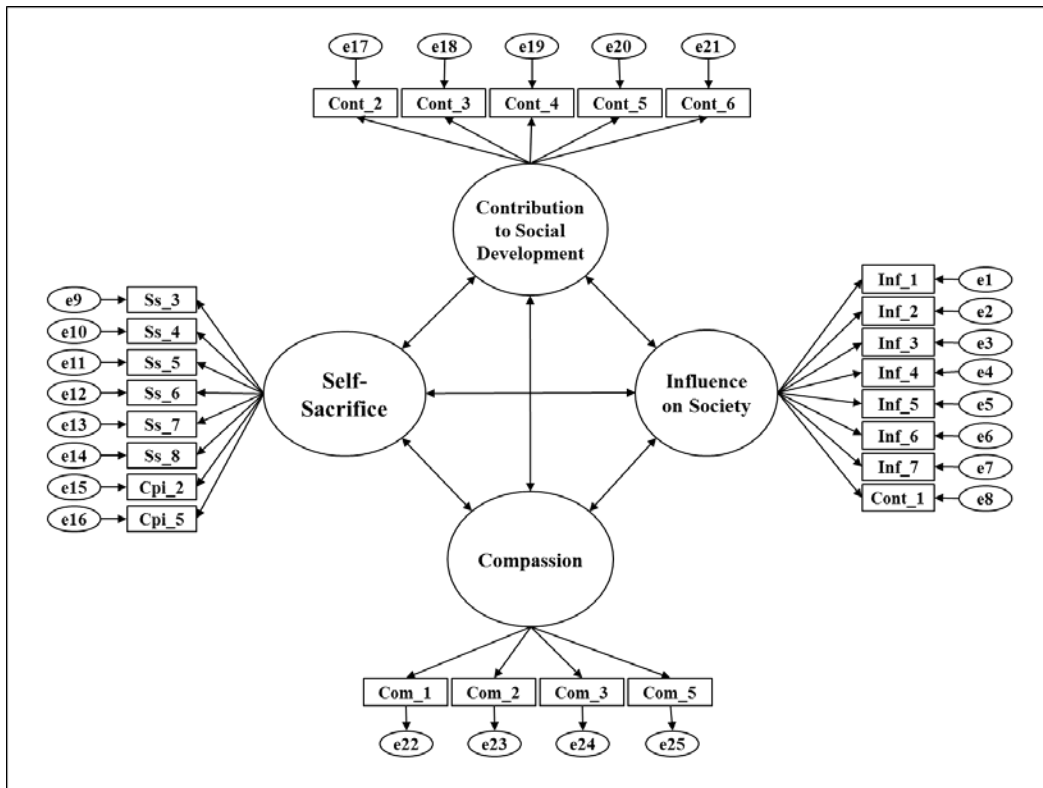 e17 e18 e19 e20 e21
Cont_2 Cont_3 Cont_4 Cont_5 Cont_6
Contribution
to Social
Development
e9 Ss_3
e10 Ss_4
e11 Ss_5
e12 Ss_6
e13 Ss_7
e14 Ss_8
e15 Cpi_2
e16 Cpi_5
Self-
Sacrifice
Influence
on Society
Inf_1 e1
Inf_2 e2
Inf_3 e3
Inf_4 e4
Inf_5 e5
Inf_6 e6
Inf_7 e7
Cont_1 e8
Compassion
Com_1 Com_2 Com_3 Com_5
e22 e23 e24 e25